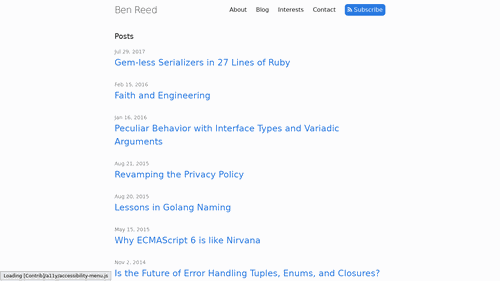 Ben Reed
About Blog Interests Contact Subscribe
Posts
Jul 29, 2017
Gem-less Serializers in 27 Lines of Ruby
Feb 15, 2016
Faith and Engineering
Jan 16, 2016
Peculiar Behavior with Interface Types and Variadic
Arguments
Aug 21, 2015
Revamping the Privacy Policy
Aug 20, 2015
Lessons in Golang Naming
May 15, 2015
Why ECMAScript 6 is like Nirvana
Nov 2, 2014
Is the Future of Error Handling Tuples, Enums, and Closures?
Loading [Contrib]/a11y/accessibility-menu.js